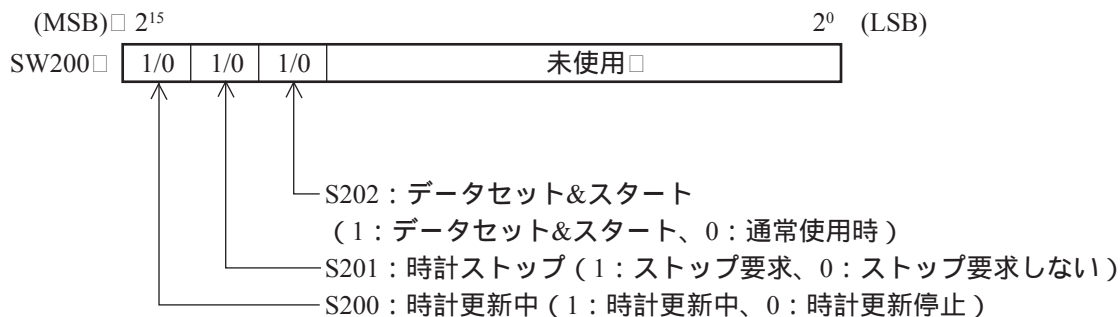 (MSB)□ 2¹⁵ 2⁰ (LSB)
SW200□ 1/0 1/0 1/0 未使用□
S202：データセット&スタート
（1：データセット&スタート、0：通常使用時）
S201：時計ストップ（1：ストップ要求、0：ストップ要求しない）
S200：時計更新中（1：時計更新中、0：時計更新停止）